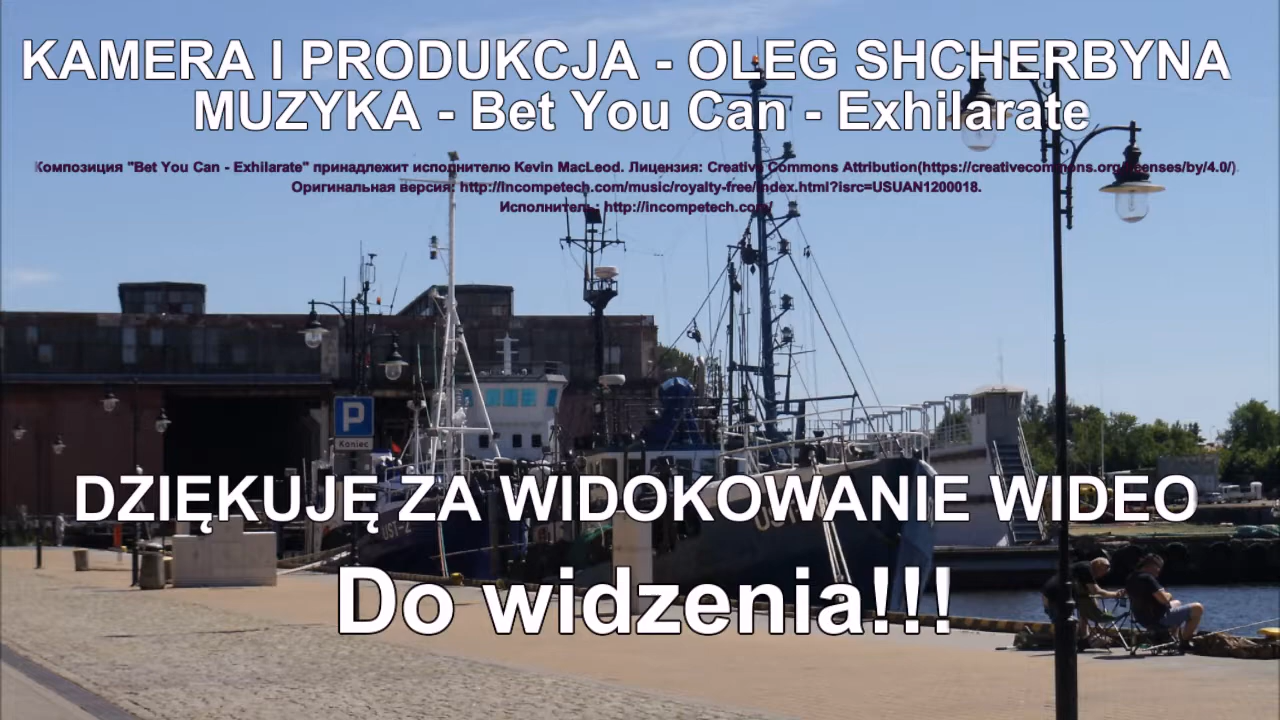 KAMERA I PRODUKCJA - OLEG SHCHERBYNA
MUZYKA - Bet You Can - Exhilarate
Композиция "Bet You Can - Exhilarate" принадлежит исполнителю Kevin MacLeod. Лицензия: Creative Commons Attribution(https://creativecommons.org/licenses/by/4.0/).
Оригинальная версия: http://incompetech.com/music/royalty-free/index.html?isrc=USUAN1200018.
Исполнитель: http://incompetech.com/
P
Koniec
DZIĘKUJĘ ZA WIDOKOWANIE WIDEO
UST-2
Do widzenia!!!